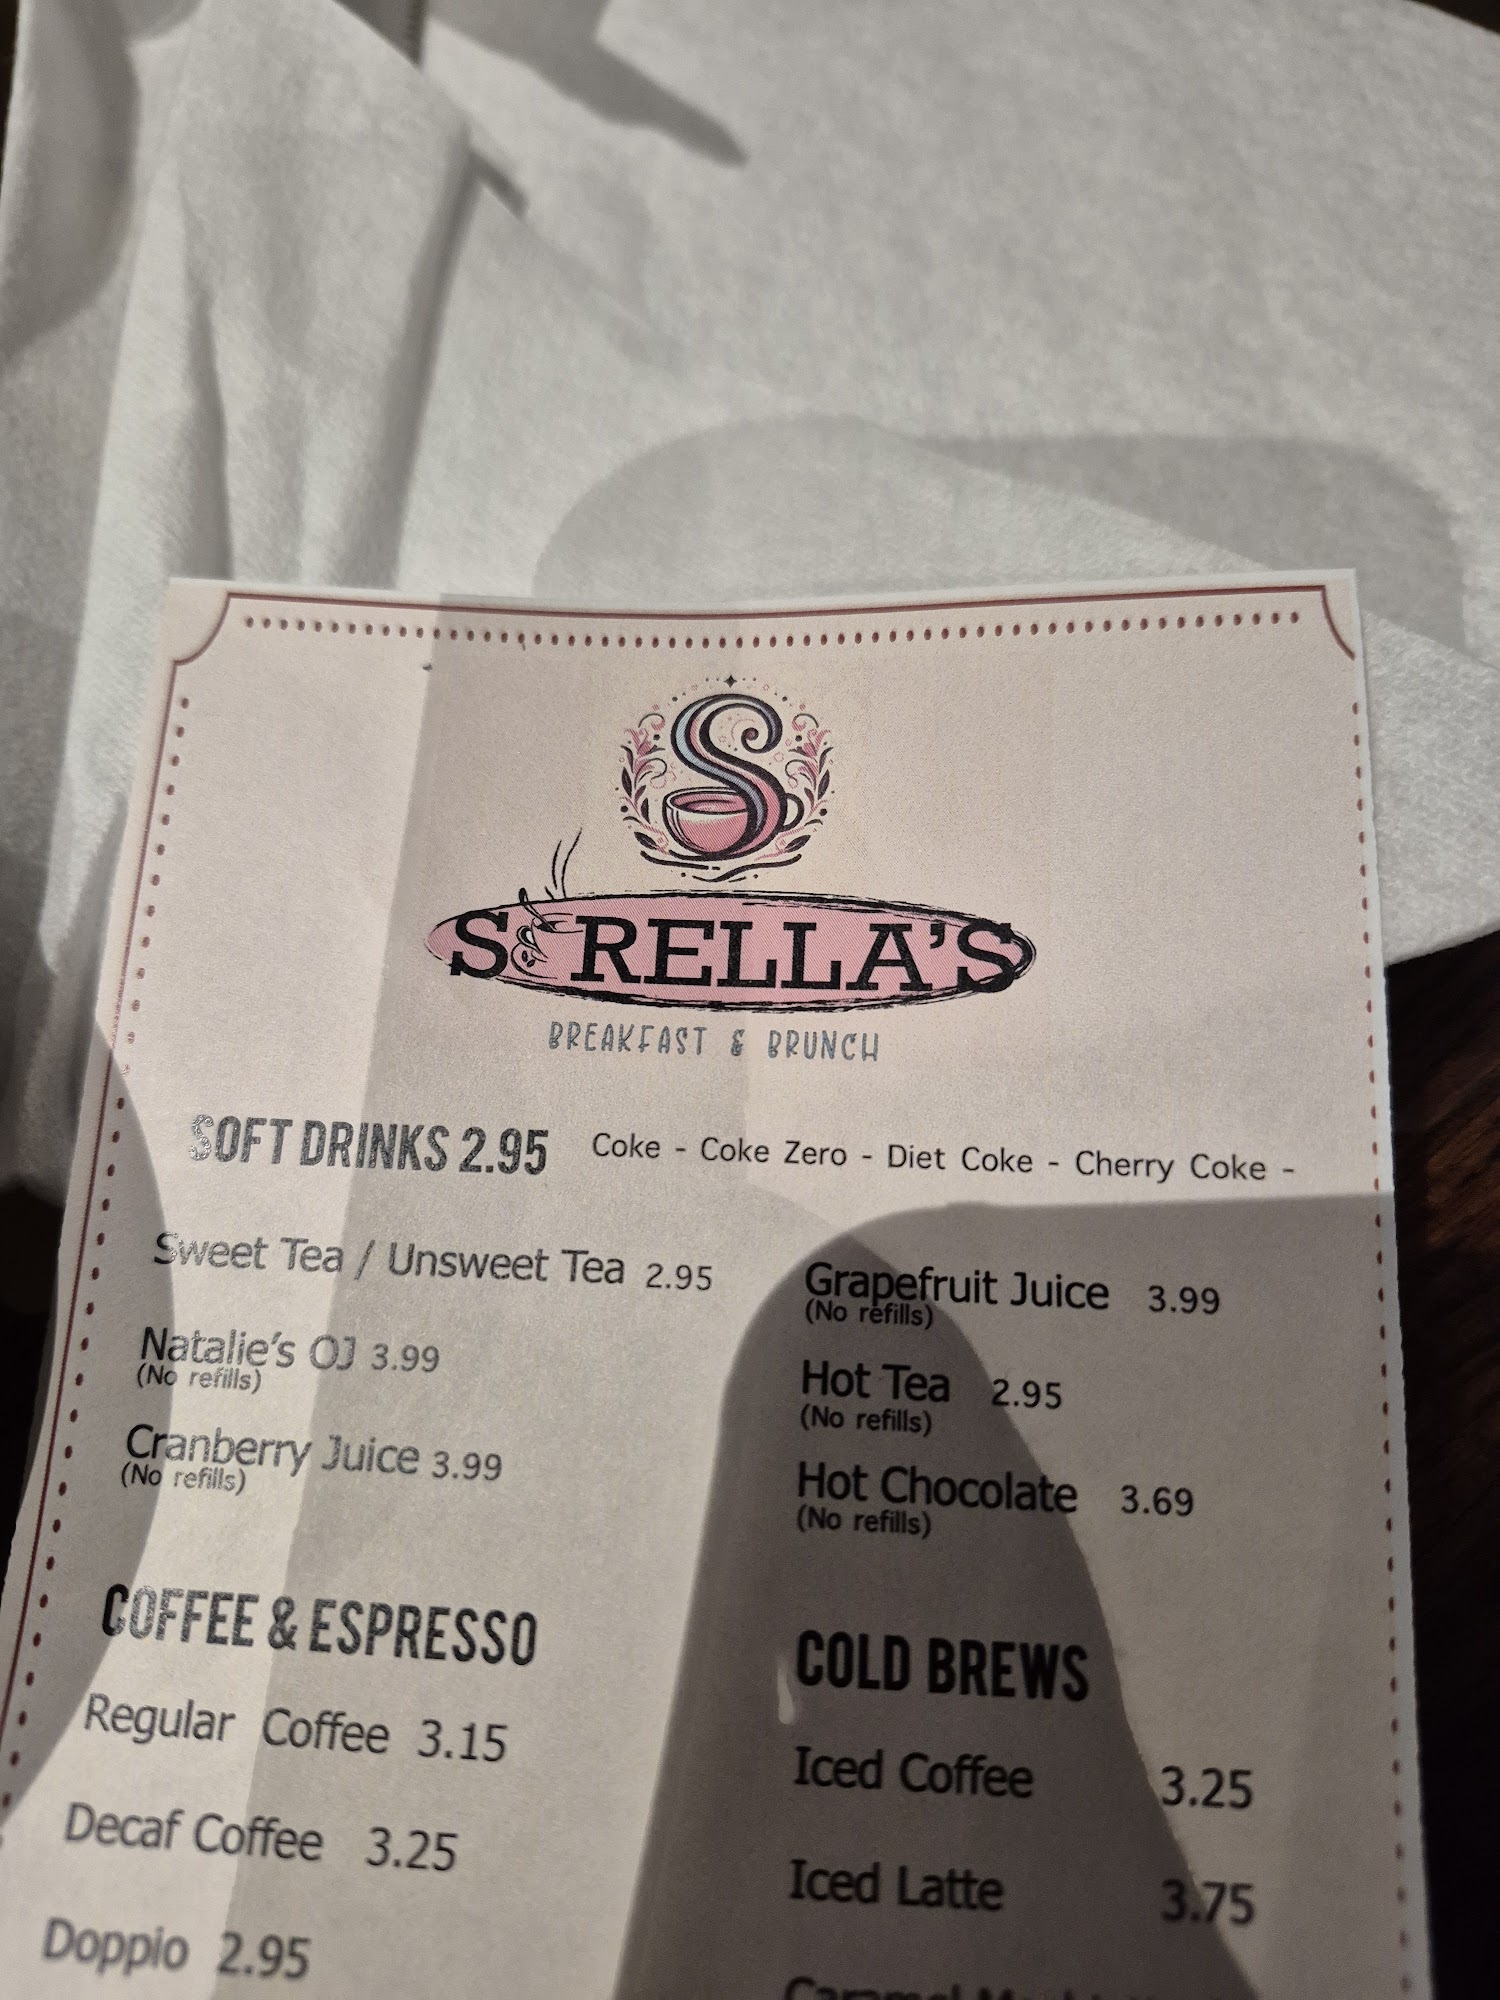 S
SORELLA'S
BREAKFAST & BRUNCH
SOFT DRINKS 2.95 Coke - Coke Zero - Diet Coke - Cherry Coke -
Sweet Tea / Unsweet Tea 2.95
Natalie's OJ 3.99
(No refills)
Cranberry Juice 3.99
(No refills)
Grapefruit Juice 3.99
(No refills)
Hot Tea 2.95
(No refills)
Hot Chocolate 3.69
(No refills)
COFFEE & ESPRESSO
Regular Coffee 3.15
Decaf Coffee 3.25
Doppio 2.95
COLD BREWS
Iced Coffee 3.25
Iced Latte 3.75
Caramel